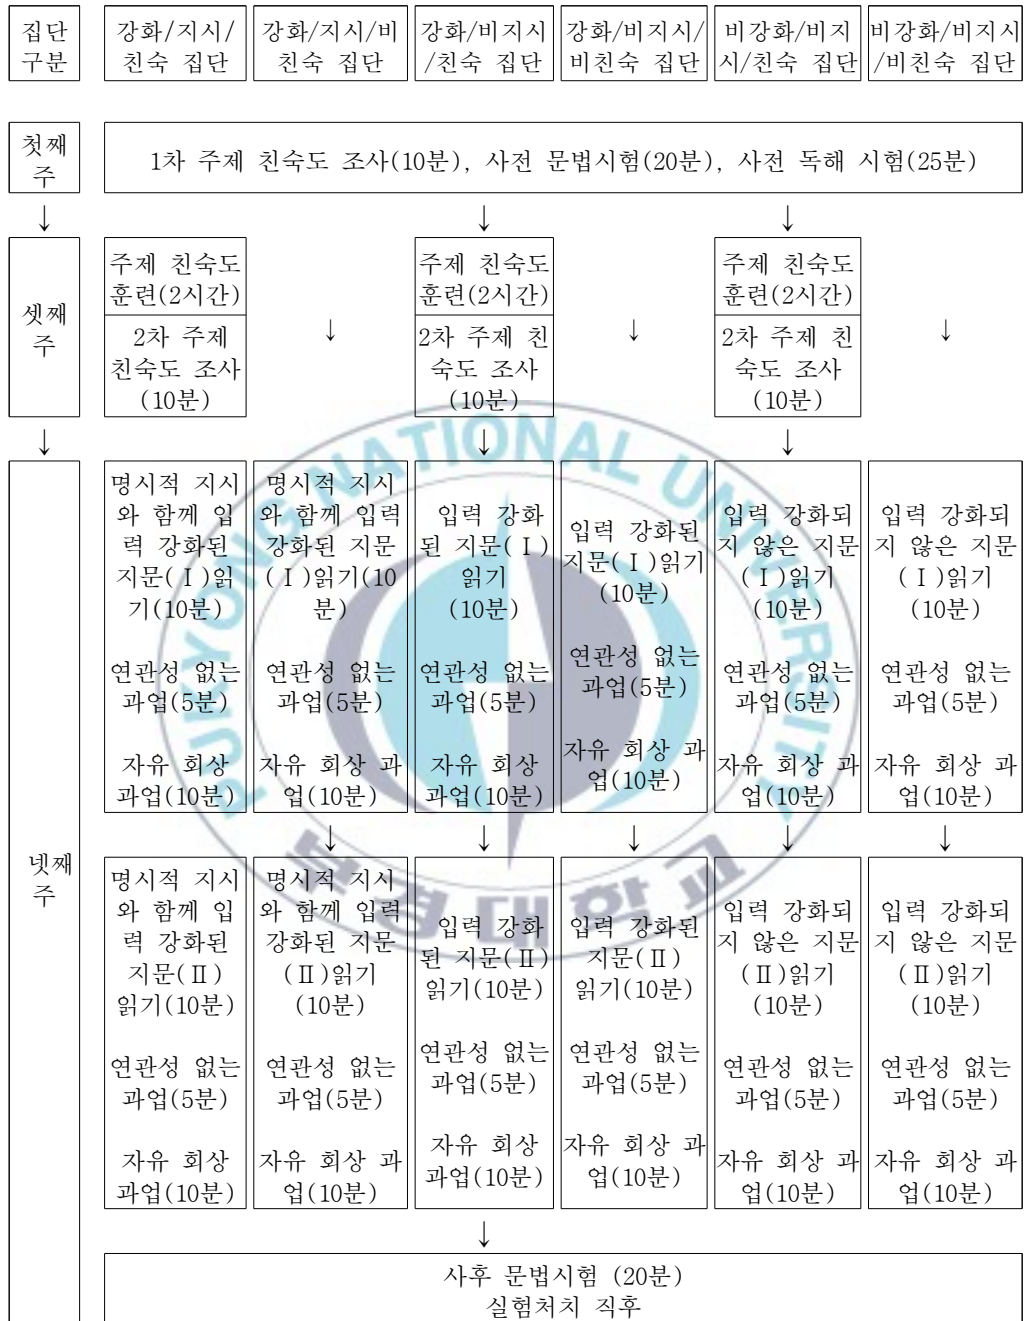 집단
구분
강화/지시/
친숙 집단
강화/지시/비
친숙 집단
강화/비지시
/친숙 집단
강화/비지시/
비친숙 집단
비강화/비지
시/친숙 집단
비강화/비지시
/비친숙 집단
첫째
주
1차 주제 친숙도 조사(10분), 사전 문법시험(20분), 사전 독해 시험(25분)
↓
↓
↓
셋째
주
주제 친숙도
훈련(2시간)
2차 주제
친숙도 조사
(10분)
↓
주제 친숙도
훈련(2시간)
2차 주제 친
숙도 조사
(10분)
↓
주제 친숙도
훈련(2시간)
2차 주제 친
숙도 조사
(10분)
↓
↓
↓
↓
넷째
주
명시적 지시
와 함께 입
력 강화된
지문(Ⅰ)읽
기(10분)
연관성 없는
과업(5분)
자유 회상
과업(10분)
명시적 지시
와 함께 입력
강화된 지문
(Ⅰ)읽기(10
분)
연관성 없는
과업(5분)
자유 회상 과
업(10분)
입력 강화
된 지문(Ⅰ)
읽기
(10분)
연관성 없는
과업(5분)
자유 회상
과업(10분)
입력 강화된
지문(Ⅰ)읽기
(10분)
연관성 없는
과업(5분)
자유 회상 과
업(10분)
입력 강화되
지 않은 지문
(Ⅰ)읽기
(10분)
연관성 없는
과업(5분)
자유 회상 과
업(10분)
입력 강화되
지 않은 지문
(Ⅰ)읽기
(10분)
연관성 없는
과업(5분)
자유 회상 과
업(10분)
↓
↓
↓
↓
↓
명시적 지시
와 함께 입
력 강화된
지문(Ⅱ)
읽기(10분)
연관성 없는
과업(5분)
자유 회상
과업(10분)
명시적 지시
와 함께 입력
강화된 지문
(Ⅱ)읽기
(10분)
연관성 없는
과업(5분)
자유 회상 과
업(10분)
입력 강화
된 지문(Ⅱ)
읽기(10분)
연관성 없는
과업(5분)
자유 회상
과업(10분)
입력 강화된
지문(Ⅱ)
읽기(10분)
연관성 없는
과업(5분)
자유 회상 과
업(10분)
입력 강화되
지 않은 지문
(Ⅱ)읽기
(10분)
연관성 없는
과업(5분)
자유 회상 과
업(10분)
입력 강화되
지 않은 지문
(Ⅱ)읽기
(10분)
연관성 없는
과업(5분)
자유 회상 과
업(10분)
↓
사후 문법시험 (20분)
실험처치 직후
PUKYONG NATIONAL UNIVERSITY
부경대학교